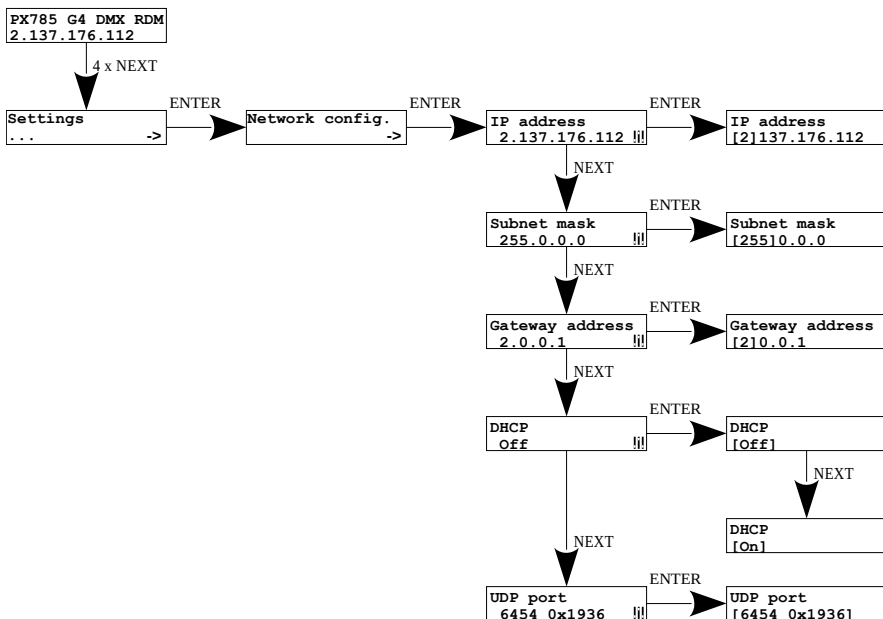 PX785 G4 DMX RDM
2.137.176.112
4 x NEXT
Settings
... ->
ENTER
Network config.
->
ENTER
IP address
2.137.176.112 !i!
ENTER
IP address
[2]137.176.112
NEXT
Subnet mask
255.0.0.0 !i!
ENTER
Subnet mask
[255]0.0.0
NEXT
Gateway address
2.0.0.1 !i!
ENTER
Gateway address
[2]0.0.1
NEXT
DHCP
Off !i!
ENTER
DHCP
[Off]
NEXT
DHCP
[On]
NEXT
UDP port
6454 0x1936 !i!
ENTER
UDP port
[6454 0x1936]